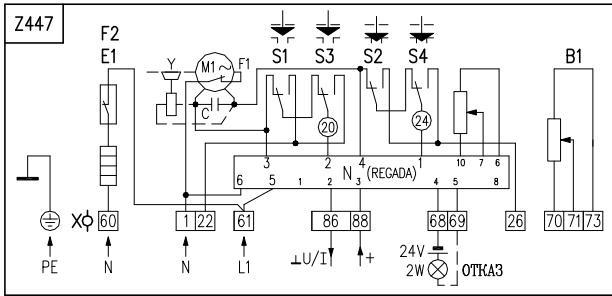 Z447
F2
E1
Y
M1
F1
C
S1
S3
S2
S4
B1
20
24
3
2
4
1
10
7
6
N (REGADA)
6
5
1
2
3
4
5
8
X
60
1
22
61
86
88
68
69
26
70
71
73
PE
N
N
L1
⊥U/I
+
24V
2W
ОТКАЗ